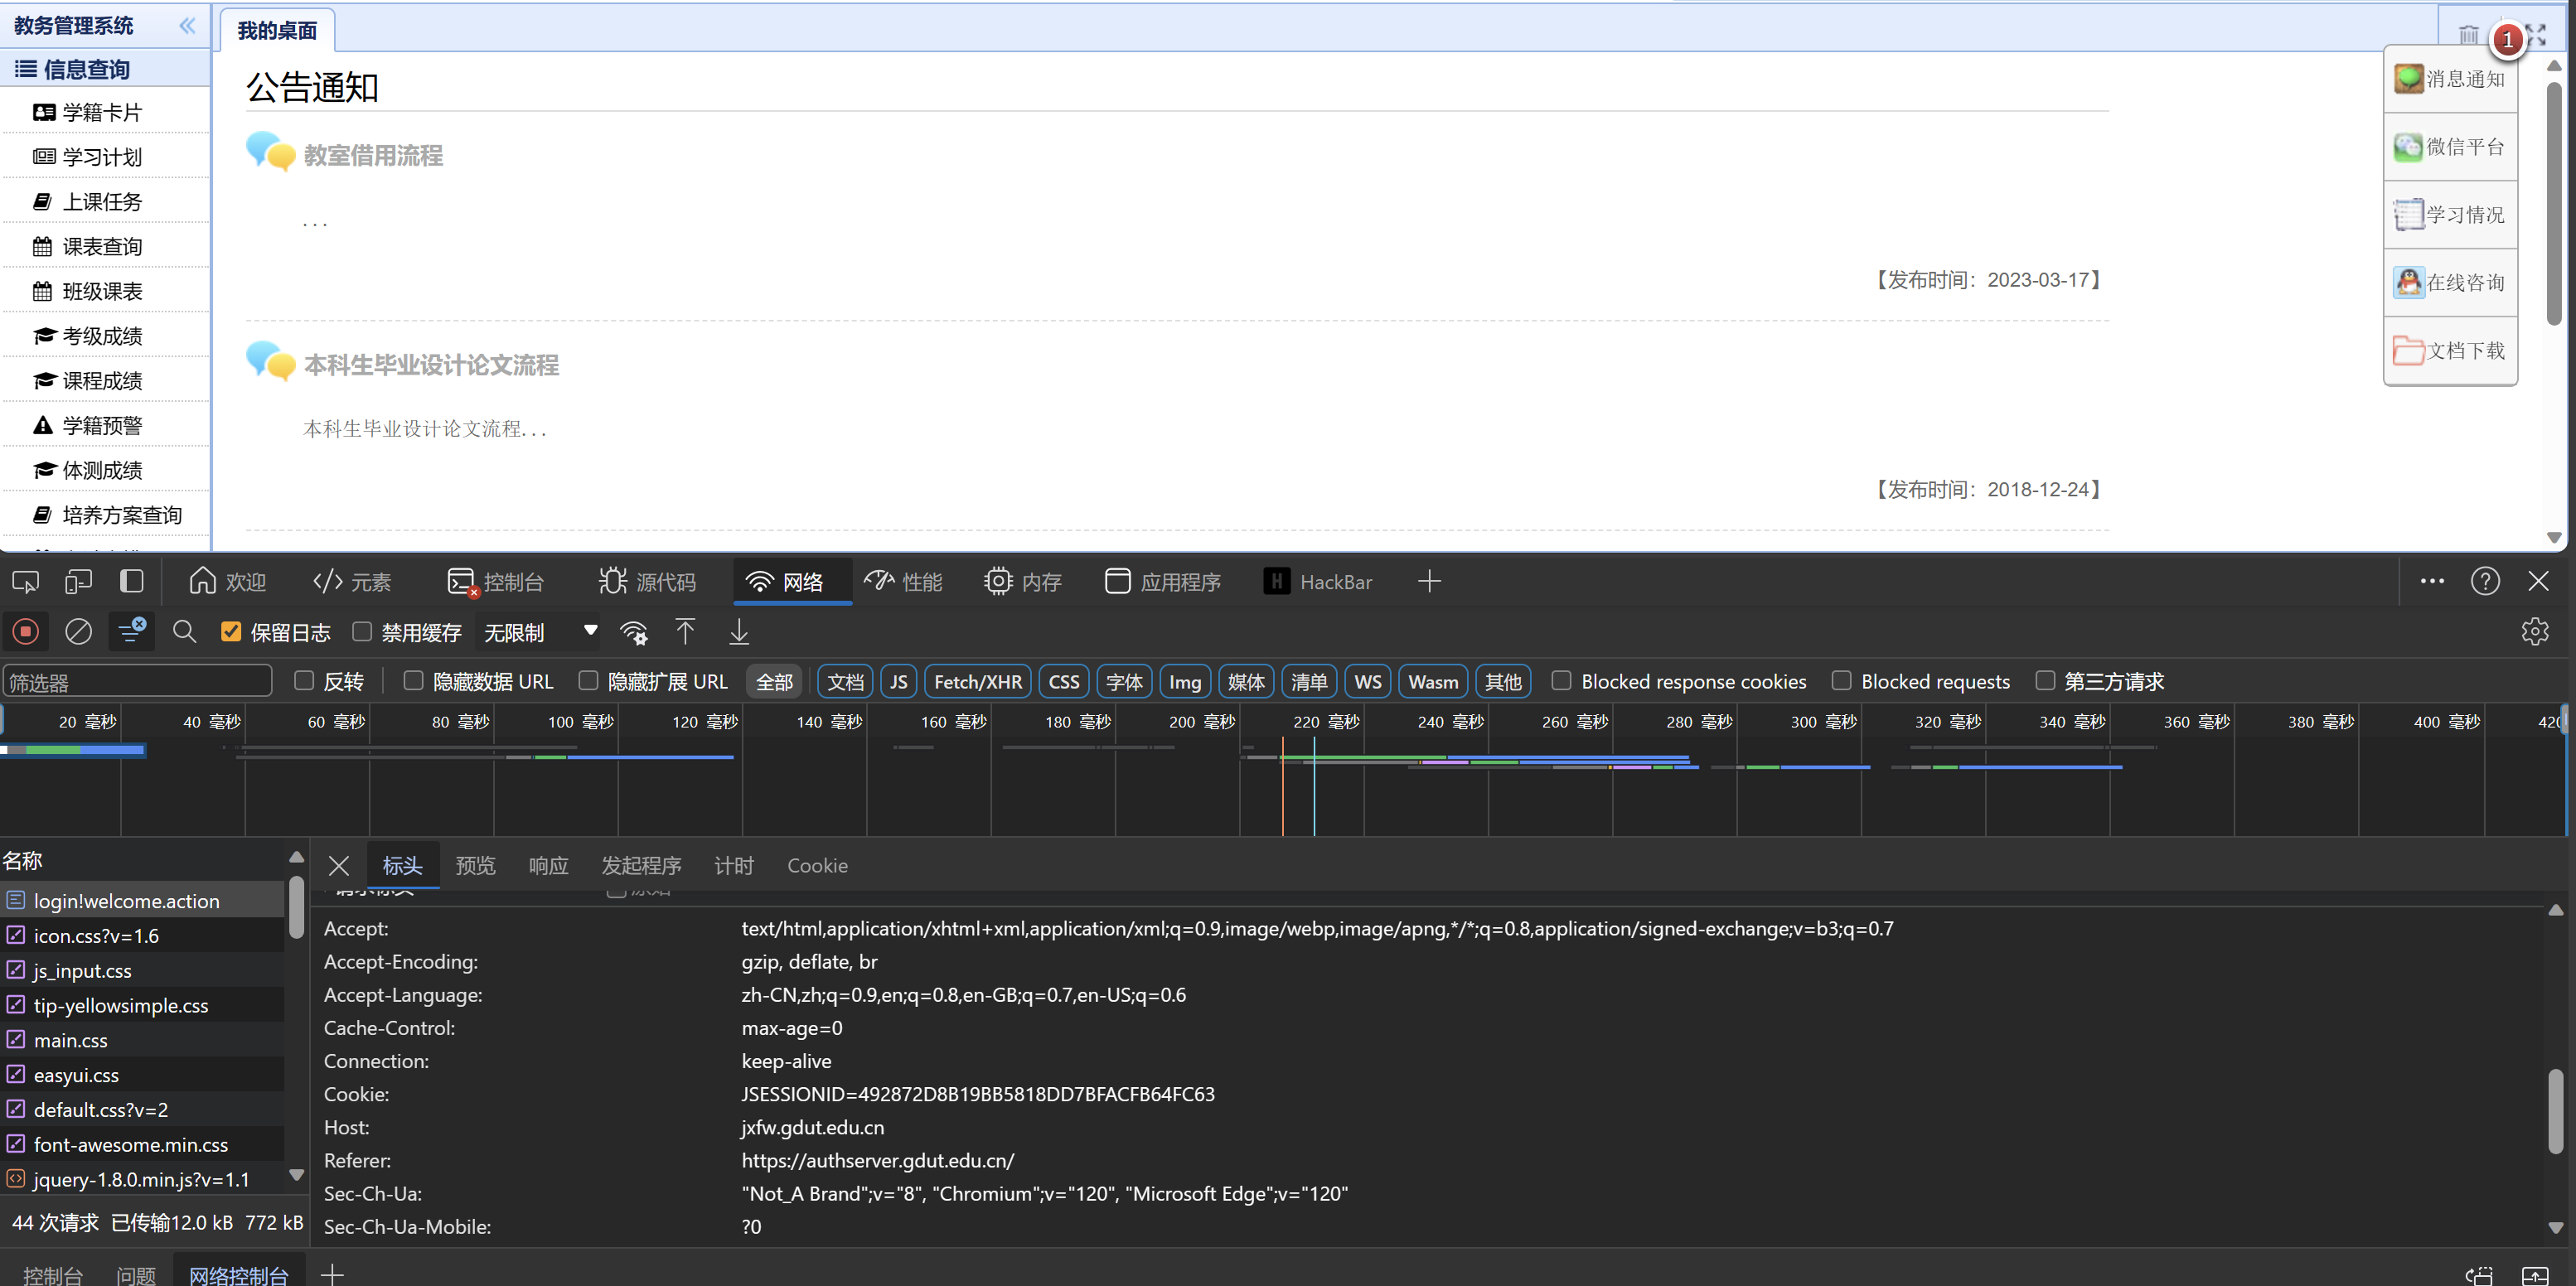 教务管理系统
我的桌面
信息查询
学籍卡片
学习计划
上课任务
课表查询
班级课表
考级成绩
课程成绩
学籍预警
体测成绩
培养方案查询
公告通知
教室借用流程
...
【发布时间：2023-03-17】
本科生毕业设计论文流程
本科生毕业设计论文流程...
【发布时间：2018-12-24】
1
消息通知
微信平台
学习情况
在线咨询
文档下载
欢迎 </> 元素 控制台 源代码 网络 性能 内存 应用程序 H HackBar
保留日志 禁用缓存 无限制
筛选器 反转 隐藏数据 URL 隐藏扩展 URL 全部 文档 JS Fetch/XHR CSS 字体 Img 媒体 清单 WS Wasm 其他 Blocked response cookies Blocked requests 第三方请求
20 毫秒 40 毫秒 60 毫秒 80 毫秒 100 毫秒 120 毫秒 140 毫秒 160 毫秒 180 毫秒 200 毫秒 220 毫秒 240 毫秒 260 毫秒 280 毫秒 300 毫秒 320 毫秒 340 毫秒 360 毫秒 380 毫秒 400 毫秒
名称
login!welcome.action
icon.css?v=1.6
js_input.css
tip-yellowsimple.css
main.css
easyui.css
default.css?v=2
font-awesome.min.css
jquery-1.8.0.min.js?v=1.1
44 次请求 已传输12.0 kB 772 kB
标头 预览 响应 发起程序 计时 Cookie
Accept: text/html,application/xhtml+xml,application/xml;q=0.9,image/webp,image/apng,*/*;q=0.8,application/signed-exchange;v=b3;q=0.7
Accept-Encoding: gzip, deflate, br
Accept-Language: zh-CN,zh;q=0.9,en;q=0.8,en-GB;q=0.7,en-US;q=0.6
Cache-Control: max-age=0
Connection: keep-alive
Cookie: JSESSIONID=492872D8B19BB5818DD7BFACFB64FC63
Host: jxfw.gdut.edu.cn
Referer: https://authserver.gdut.edu.cn/
Sec-Ch-Ua: "Not_A Brand";v="8", "Chromium";v="120", "Microsoft Edge";v="120"
Sec-Ch-Ua-Mobile: ?0
控制台 问题 网络控制台